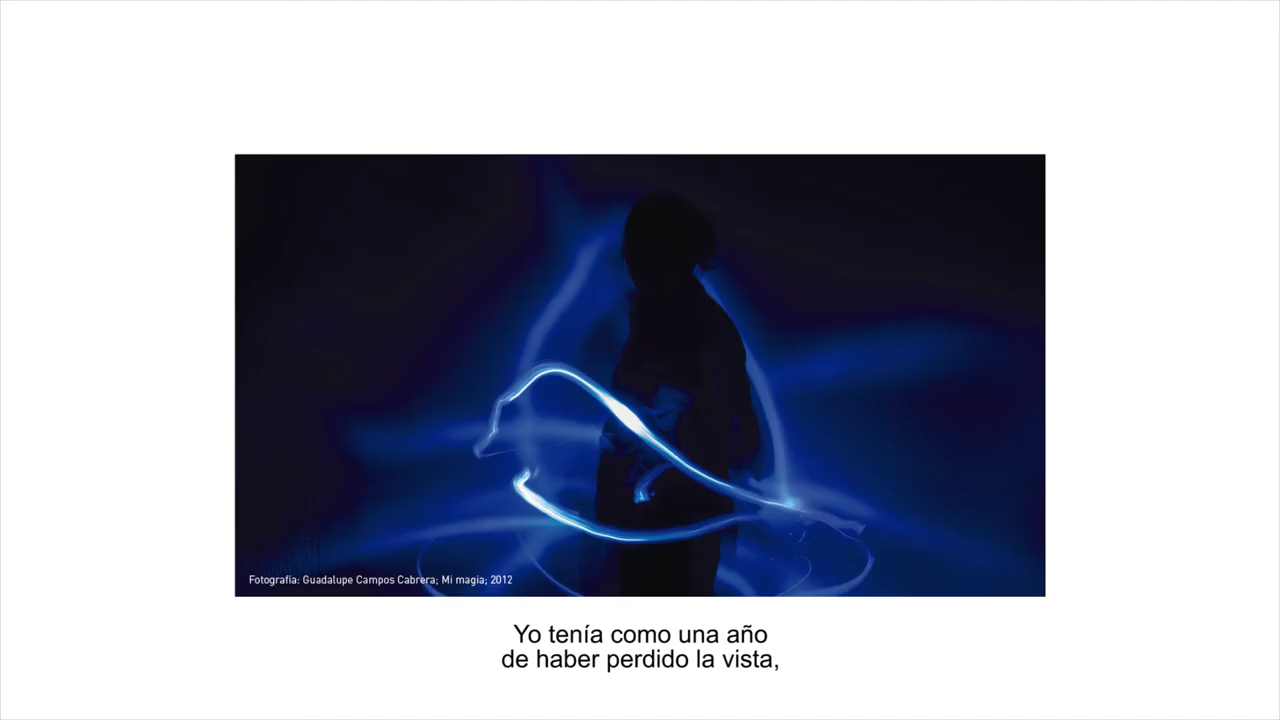 Fotografía: Guadalupe Campos Cabrera; Mi magia; 2012
Yo tenía como una año
de haber perdido la vista,